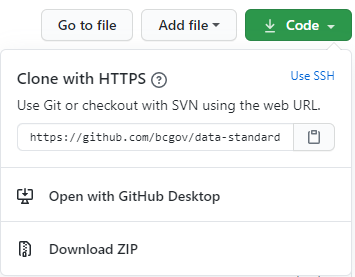 Go to file Add file Code
Clone with HTTPS Use SSH
Use Git or checkout with SVN using the web URL.
https://github.com/bcgov/data-standard
Open with GitHub Desktop
Download ZIP